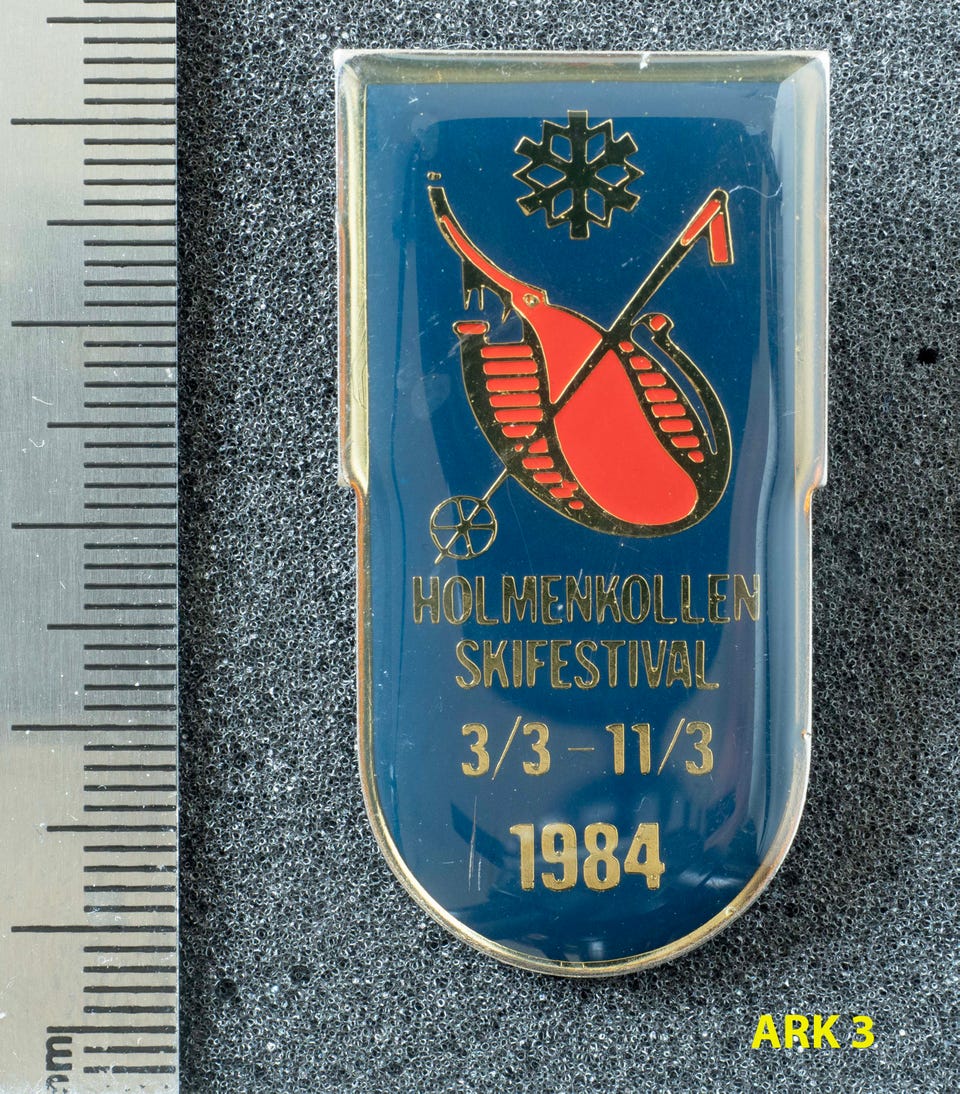 HOLMENKOLLEN
SKIFESTIVAL
3/3 - 11/3
1984
ARK 3